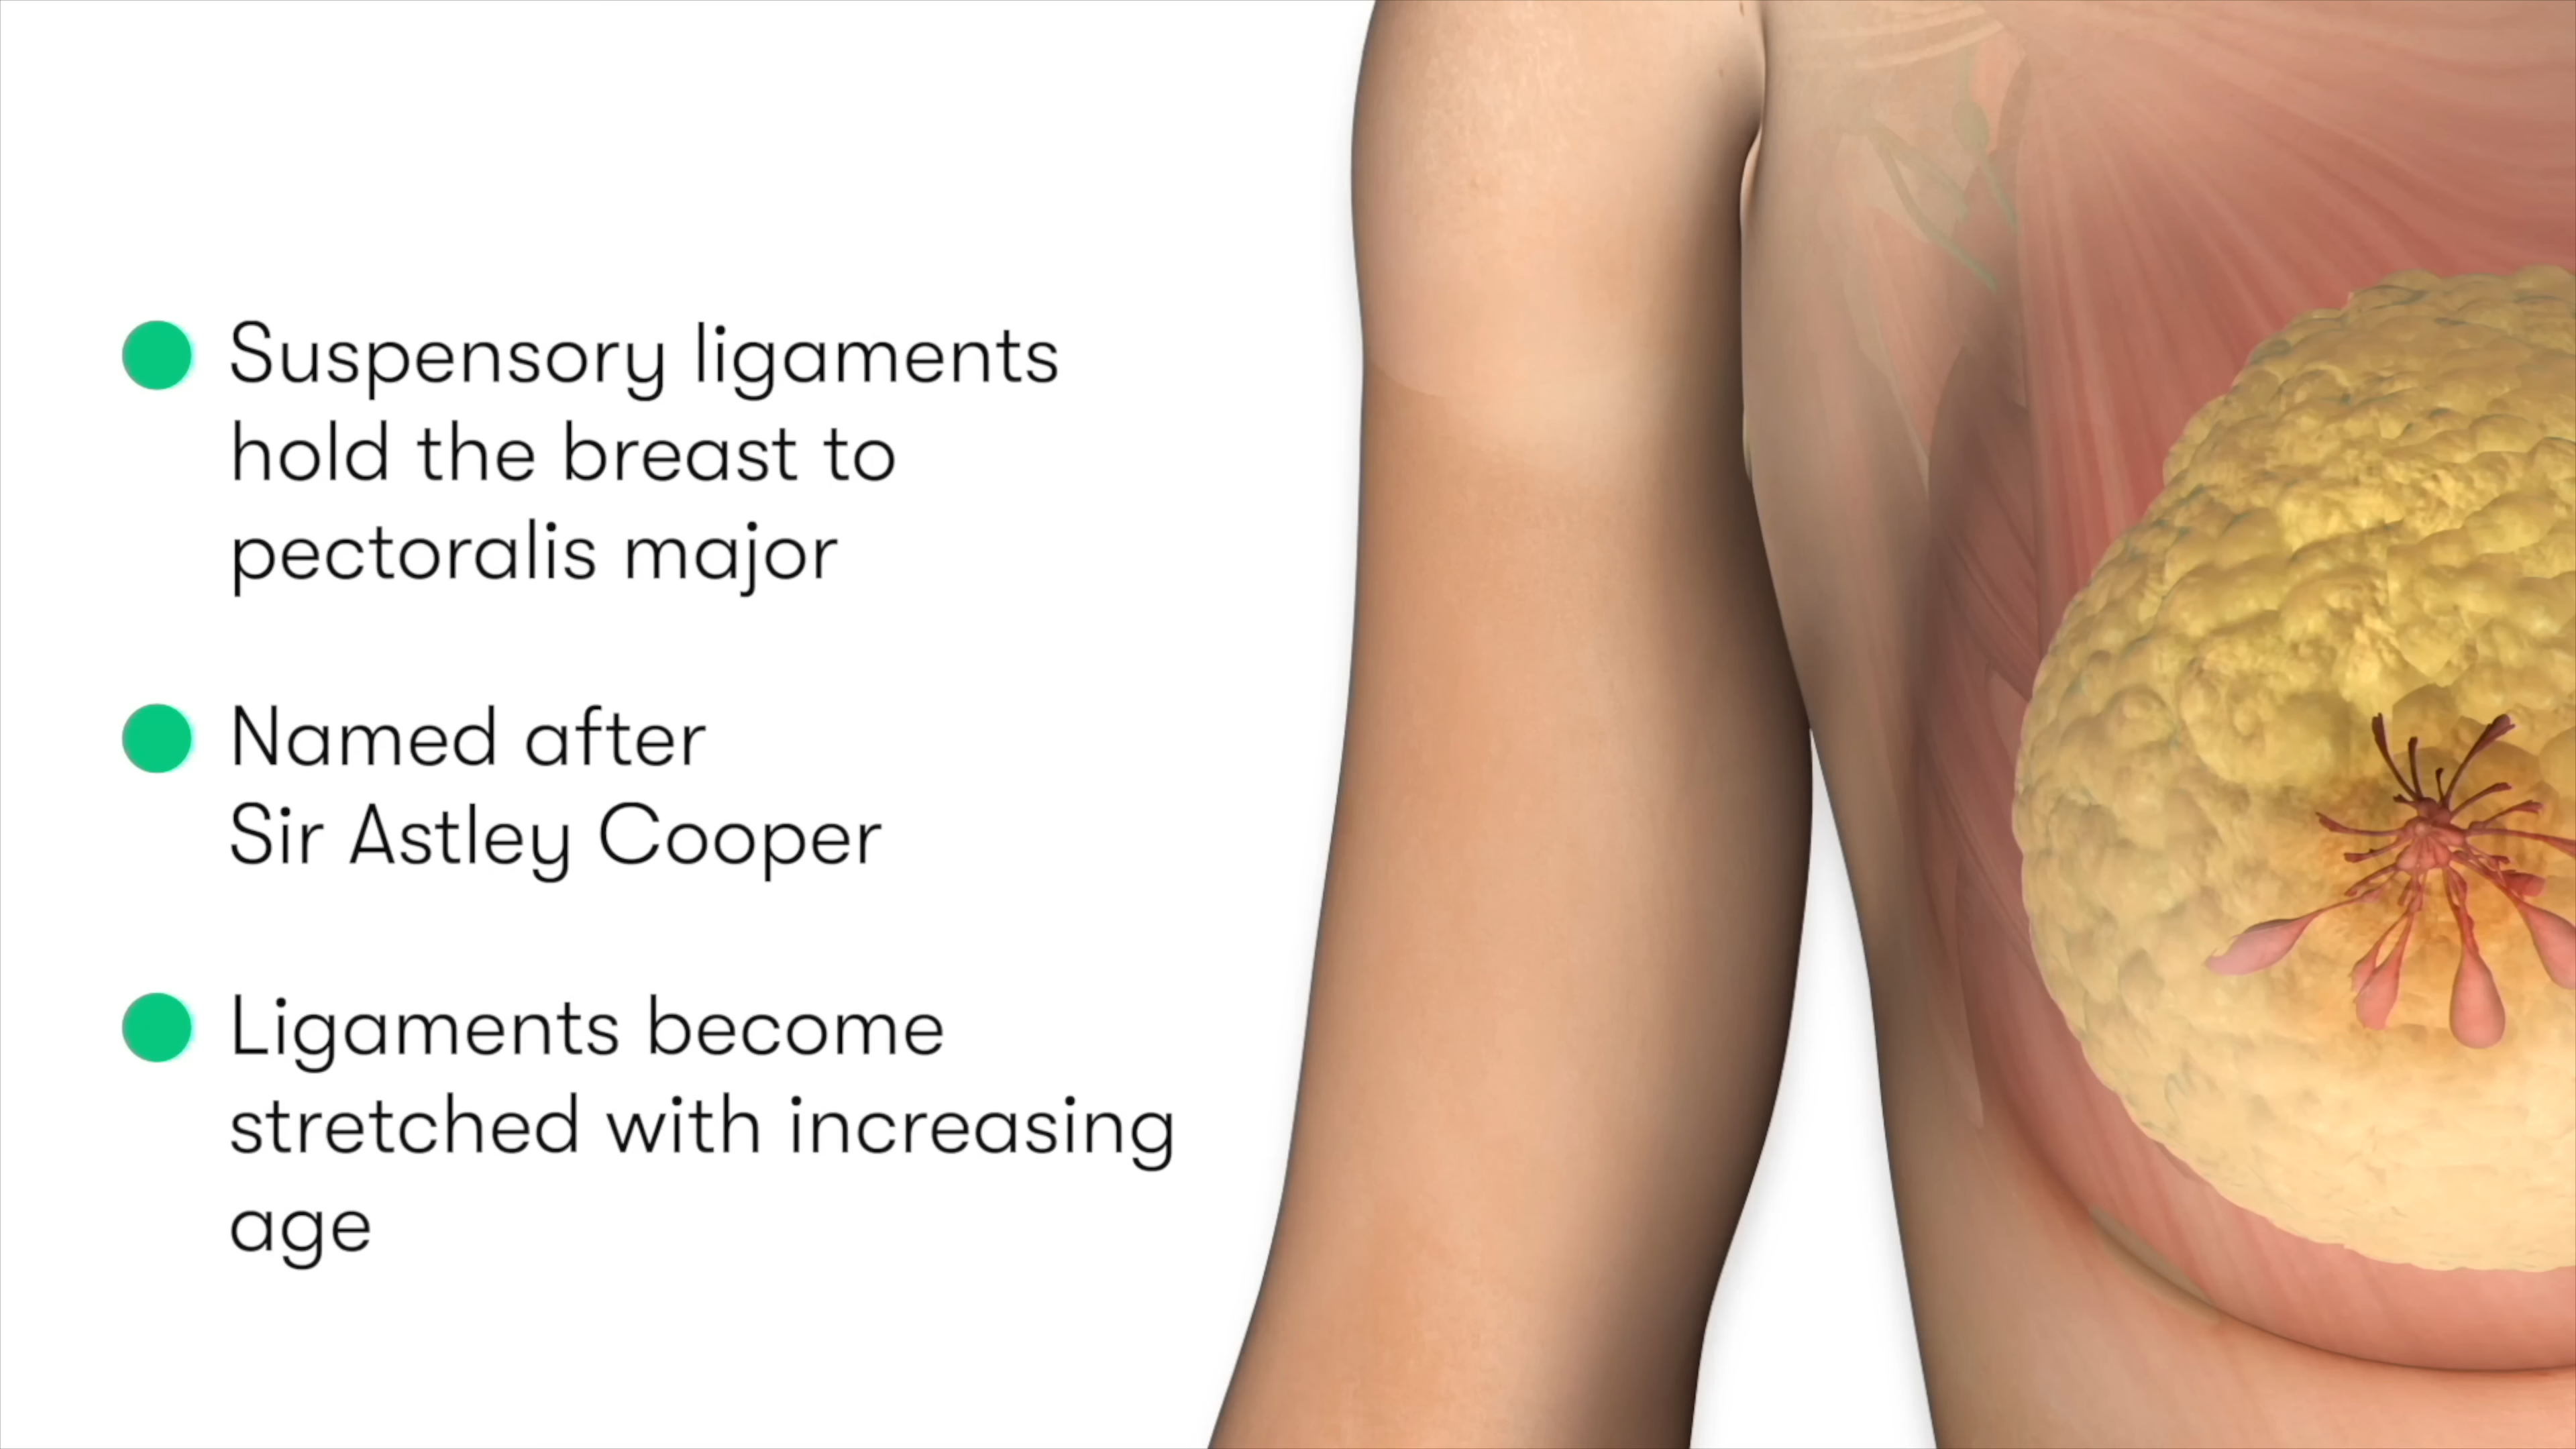 Suspensory ligaments
hold the breast to
pectoralis major
Named after
Sir Astley Cooper
Ligaments become
stretched with increasing
age